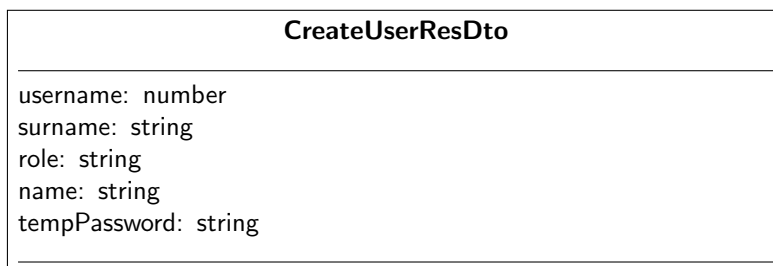 CreateUserResDto
username: number
surname: string
role: string
name: string
tempPassword: string